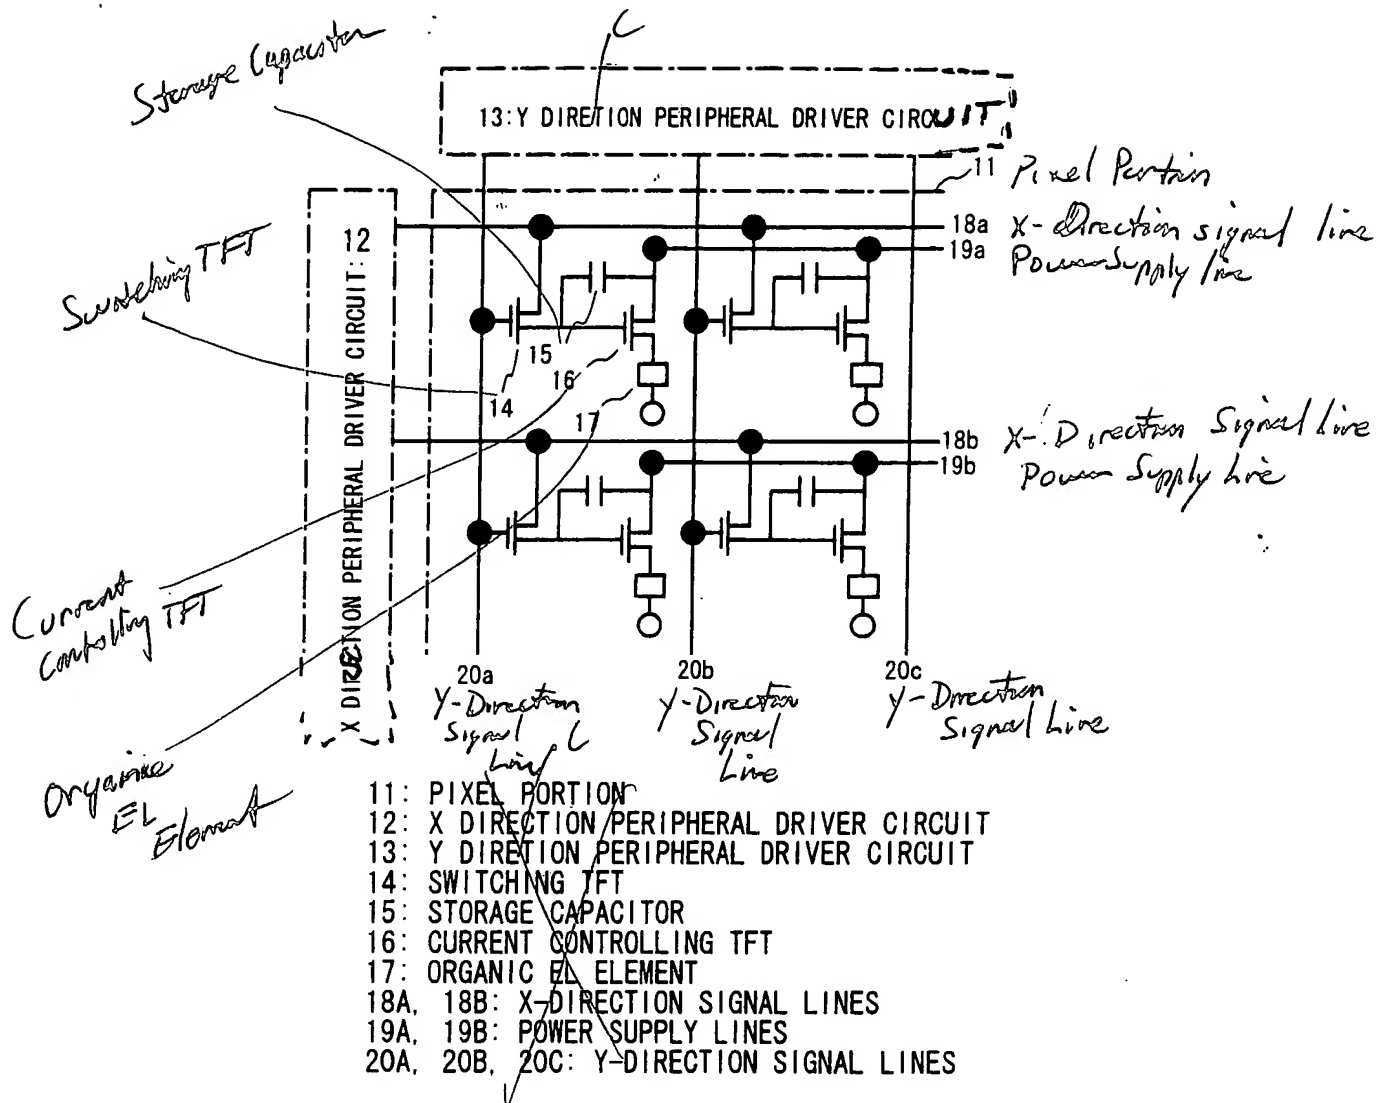 C
Storage Capacitor
13:Y DIRETION PERIPHERAL DRIVER CIRCUIT
11 Pixel Portion
18a X-Direction signal line
19a Power Supply line
Switching TFT
X DIRECTION PERIPHERAL DRIVER CIRCUIT:12
15
16
14
17
18b X-Direction Signal line
19b Power Supply Line
Current
Controlling TFT
20a
20b
20c
Y-Direction
Signal
Line
Y-Direction
Signal
Line
Y-Direction
Signal Line
C
Organic
EL
Element
11: PIXEL PORTION
12: X DIRECTION PERIPHERAL DRIVER CIRCUIT
13: Y DIRETION PERIPHERAL DRIVER CIRCUIT
14: SWITCHING TFT
15: STORAGE CAPACITOR
16: CURRENT CONTROLLING TFT
17: ORGANIC EL ELEMENT
18A, 18B: X-DIRECTION SIGNAL LINES
19A, 19B: POWER SUPPLY LINES
20A, 20B, 20C: Y-DIRECTION SIGNAL LINES